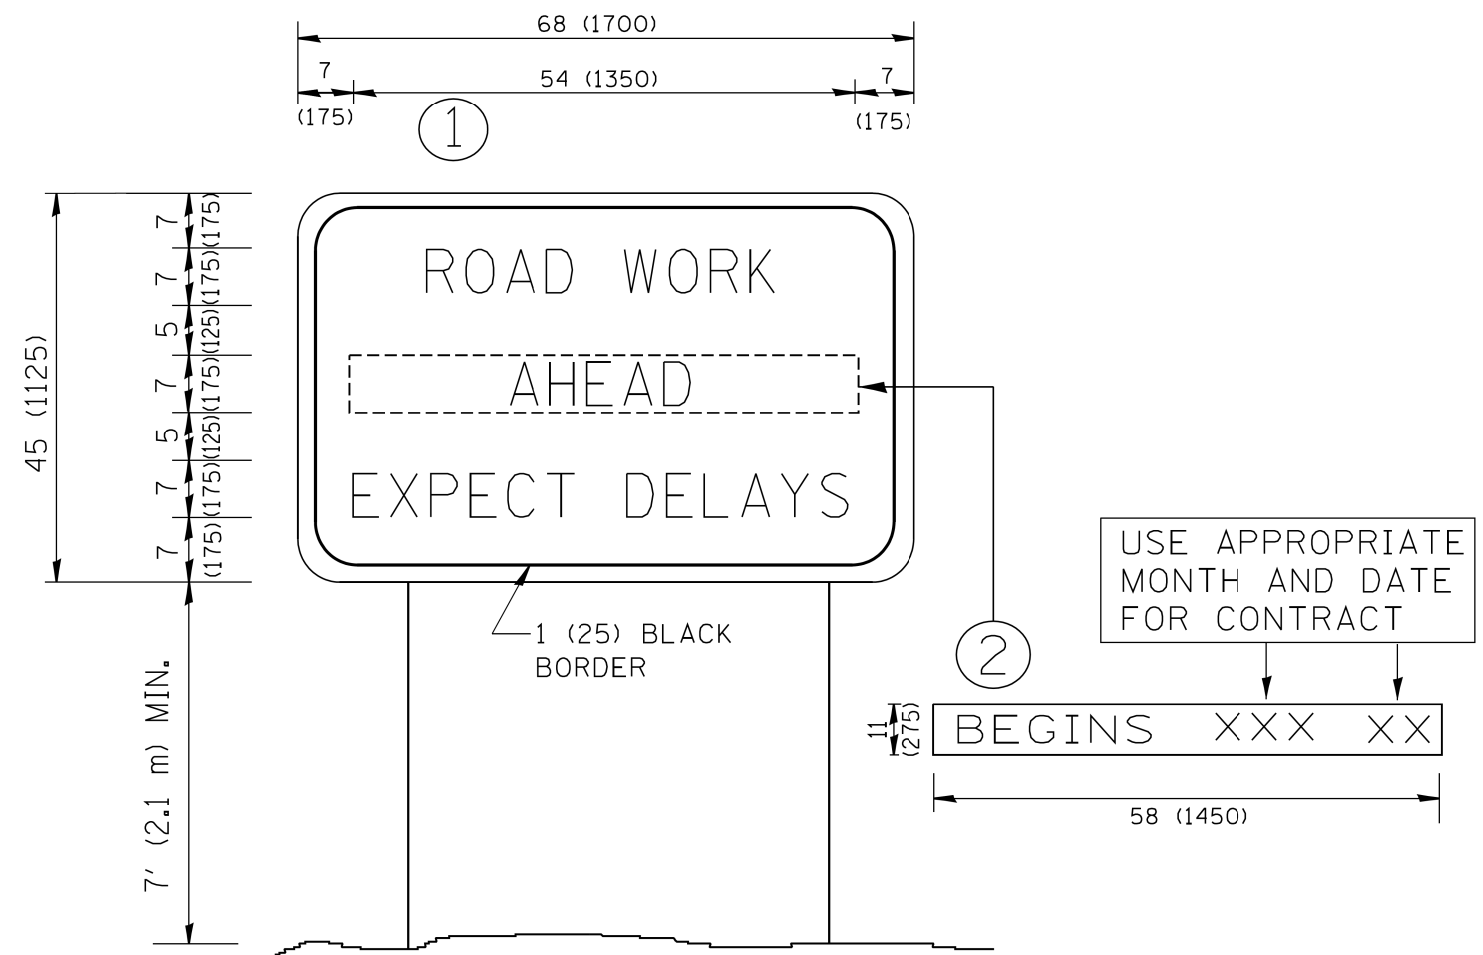 68 (1700)
7
54 (1350)
7
(175)
(175)
1
7
(175)
7
(175)
5
(125)
7
(175)
5
(125)
7
(175)
7
(175)
45 (1125)
ROAD WORK
AHEAD
EXPECT DELAYS
1 (25) BLACK
BORDER
7' (2.1 m) MIN.
USE APPROPRIATE
MONTH AND DATE
FOR CONTRACT
2
11
(275)
BEGINS XXX XX
58 (1450)